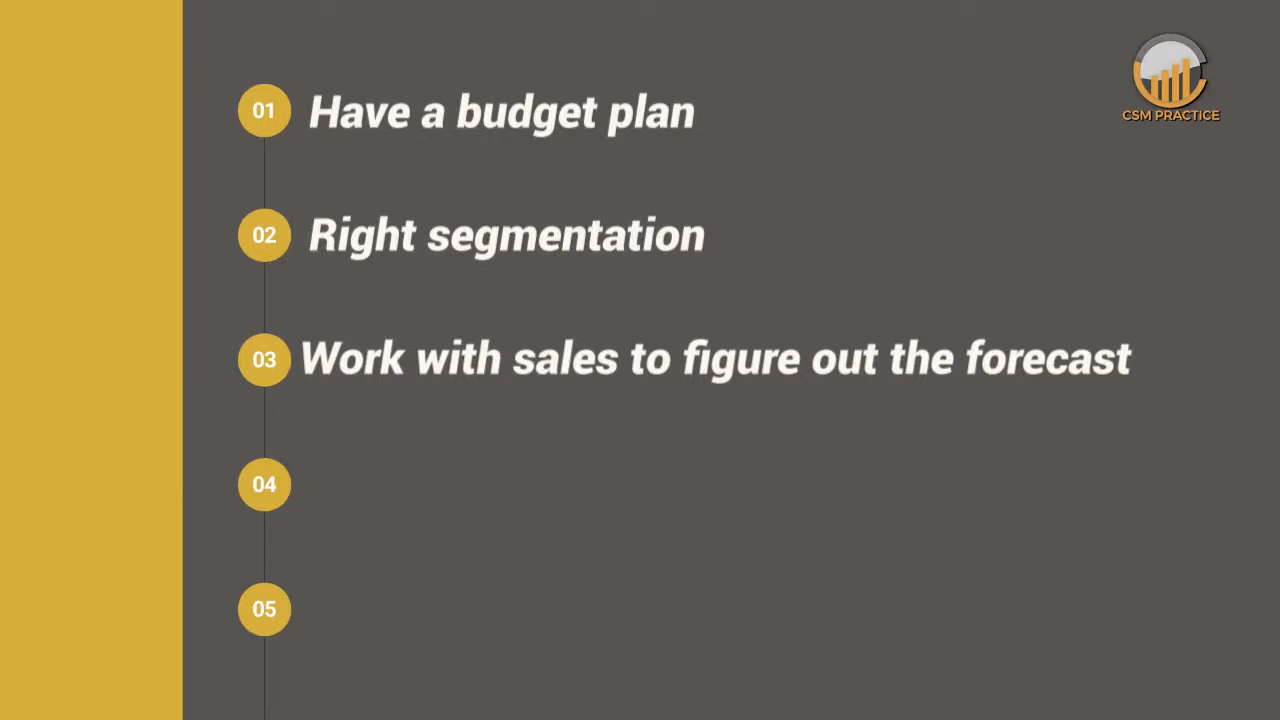 CSM PRACTICE
01 Have a budget plan
02 Right segmentation
03 Work with sales to figure out the forecast
04
05